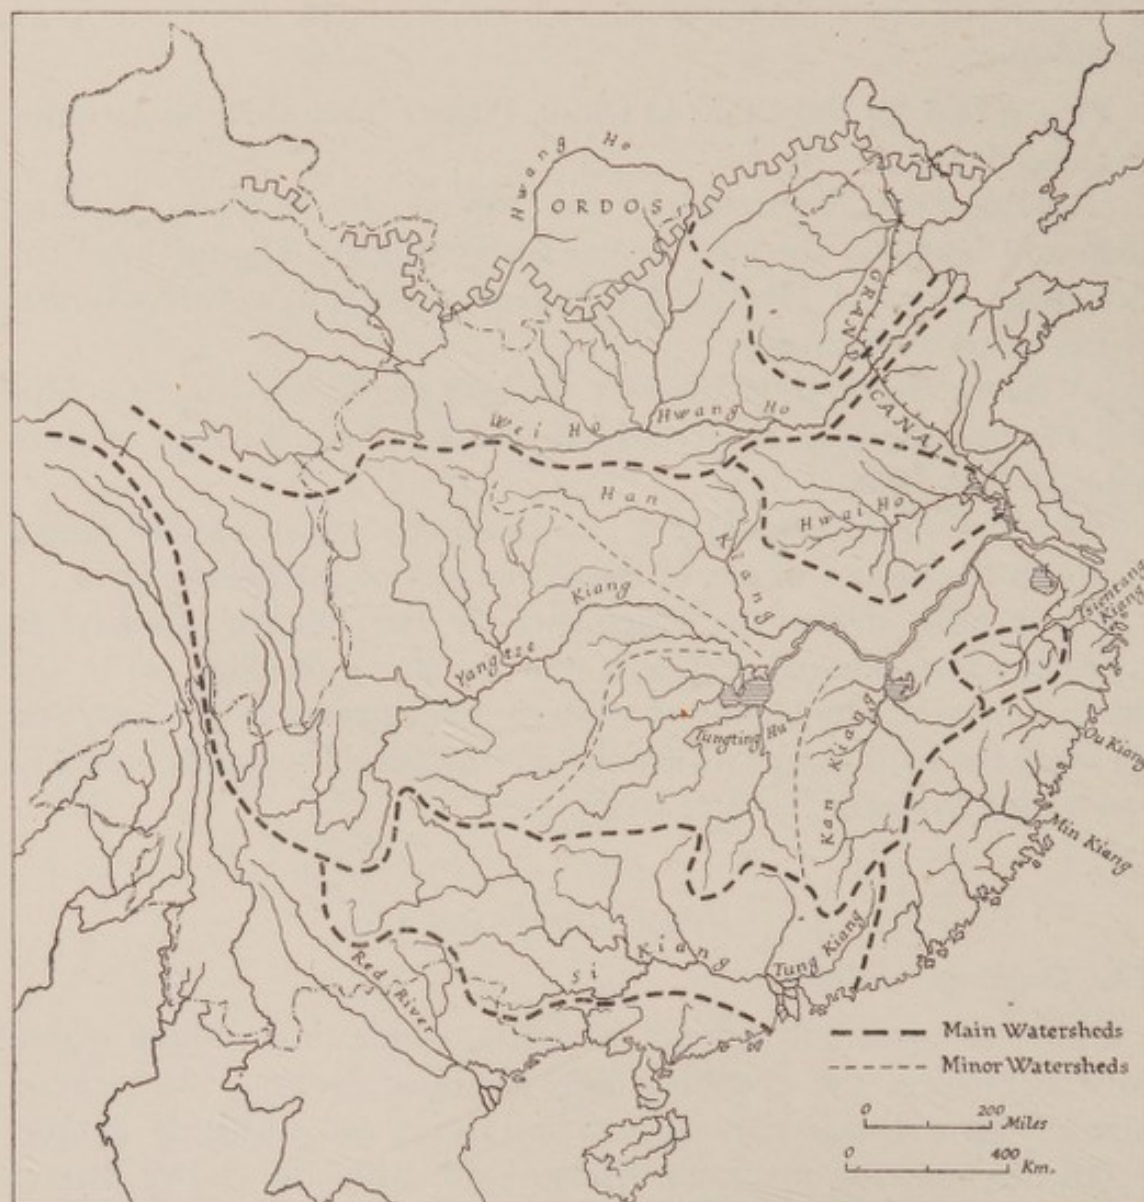 Hwang Ho
ORDOS
GRAND CANAL
Wei Ho
Hwang Ho
Han Kiang
Hwai Ho
Yangtze Kiang
Tsientang Kiang
Tungting Hu
Kan Kiang
Ou Kiang
Min Kiang
Red River
Si Kiang
Tung Kiang
Main Watersheds
Minor Watersheds
0 200 Miles
0 400 Km.